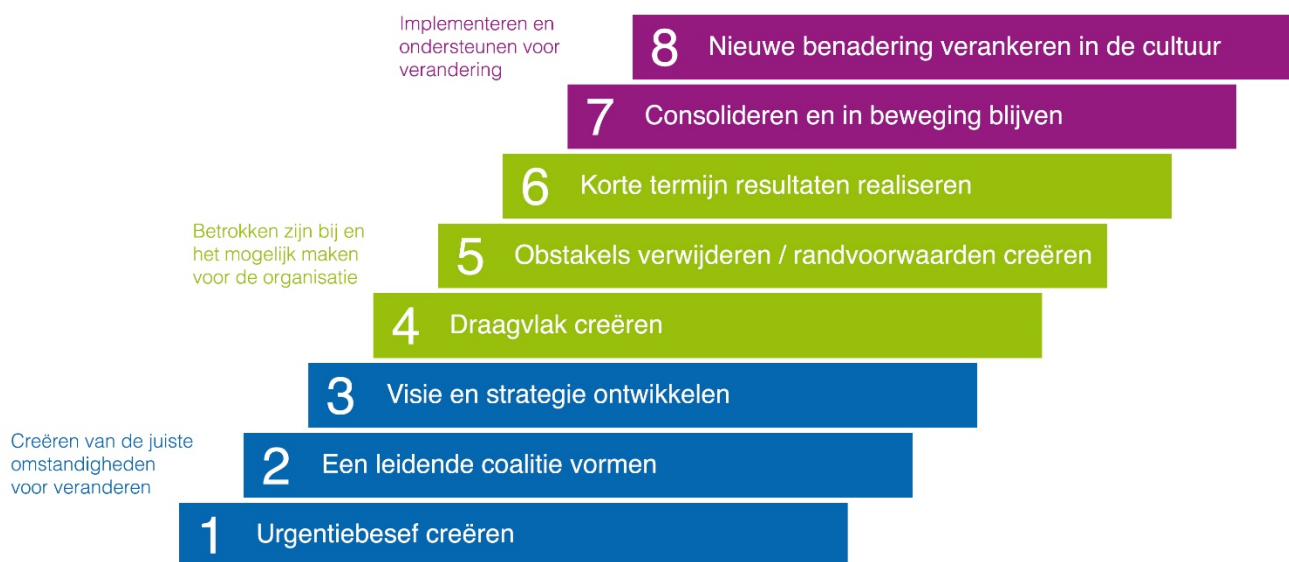 Implementeren en
ondersteunen voor
verandering
8 Nieuwe benadering verankeren in de cultuur
7 Consolideren en in beweging blijven
6 Korte termijn resultaten realiseren
Betrokken zijn bij en
het mogelijk maken
voor de organisatie
5 Obstakels verwijderen / randvoorwaarden creëren
4 Draagvlak creëren
3 Visie en strategie ontwikkelen
Creëren van de juiste
omstandigheden
voor veranderen
2 Een leidende coalitie vormen
1 Urgentiebesef creëren